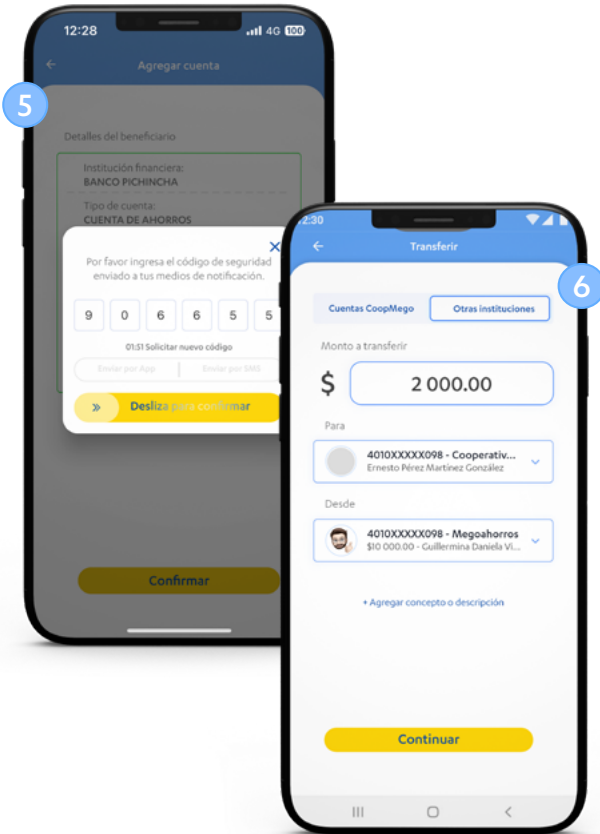 12:28
4G 100
Agregar cuenta
5
Detalles del beneficiario
Institución financiera:
BANCO PICHINCHA
Tipo de cuenta:
CUENTA DE AHORROS
Por favor ingresa el código de seguridad
enviado a tus medios de notificación.
9 0 6 6 5 5
01:51 Solicitar nuevo código
Enviar por App
Enviar por SMS
» Desliza para confirmar
Confirmar
2:30
Transferir
6
Cuentas CoopMego
Otras instituciones
Monto a transferir
$ 2 000.00
Para
4010XXXXX098 - Cooperativ...
Ernesto Pérez Martínez González
Desde
4010XXXXX098 - Megoahorros
$10 000.00 - Guillermina Daniela Vi...
+ Agregar concepto o descripción
Continuar